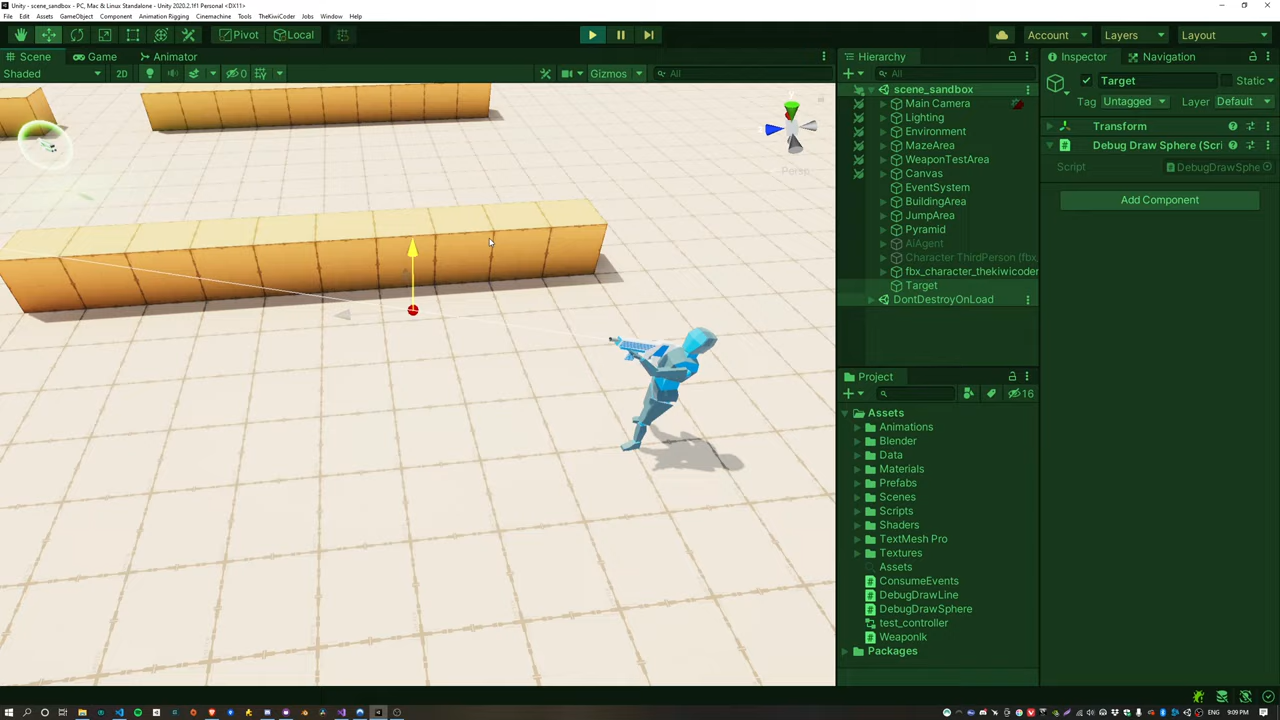 Unity - scene_sandbox - PC, Mac & Linux Standalone - Unity 2020.2.1f1 Personal <DX11>
File Edit Assets GameObject Component Animation Rigging Cinemachine Tools TheKiwiCoder Jobs Window Help
Pivot Local Account Layers Layout
Scene Game Animator
Shaded 2D 0 Gizmos All
y
Persp
Hierarchy
All
scene_sandbox
Main Camera
Lighting
Environment
MazeArea
WeaponTestArea
Canvas
EventSystem
BuildingArea
JumpArea
Pyramid
AiAgent
Character ThirdPerson (fbx_
fbx_character_thekiwicoder
Target
DontDestroyOnLoad
Project
16
Assets
Animations
Blender
Data
Materials
Prefabs
Scenes
Scripts
Shaders
TextMesh Pro
Textures
Assets
ConsumeEvents
DebugDrawLine
DebugDrawSphere
test_controller
WeaponIk
Packages
Inspector Navigation
Target Static
Tag Untagged Layer Default
Transform
Debug Draw Sphere (Scri
Script DebugDrawSphe
Add Component
ENG 9:09 PM